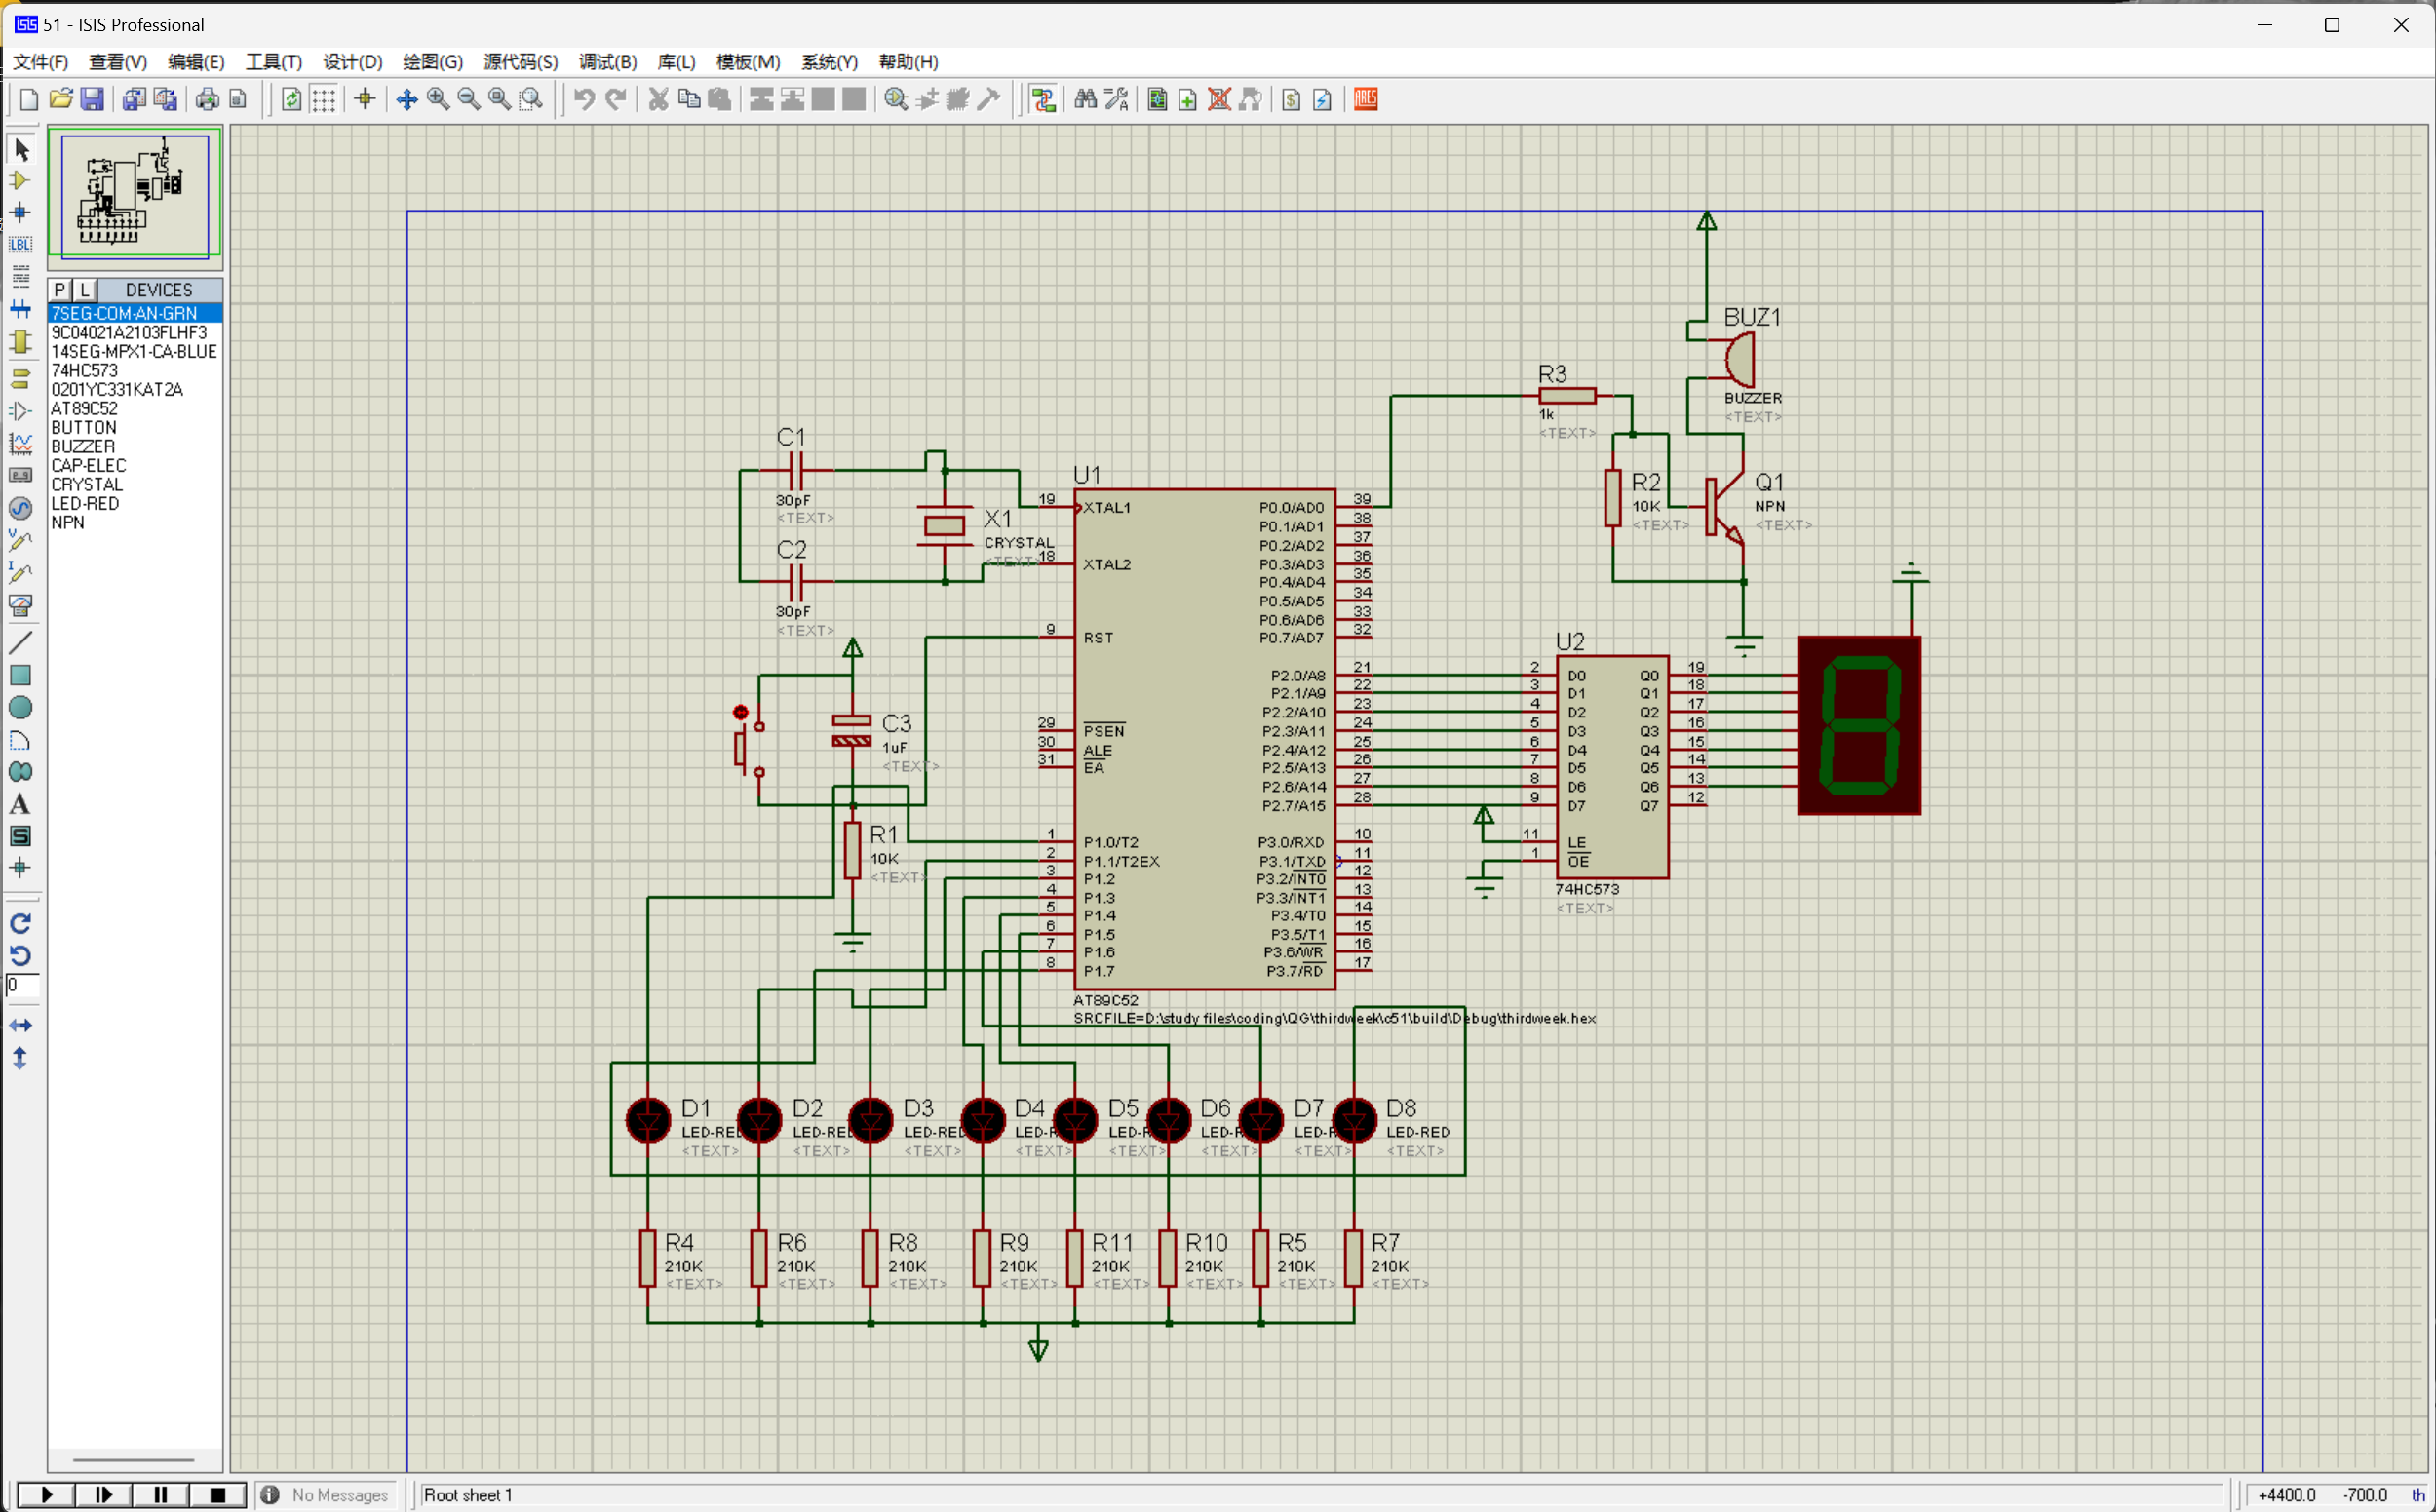 51 - ISIS Professional
文件(F) 查看(V) 编辑(E) 工具(T) 设计(D) 绘图(G) 源代码(S) 调试(B) 库(L) 模板(M) 系统(Y) 帮助(H)
ARES
LBL
P L DEVICES
7SEG-COM-AN-GRN
9C04021A2103FLHF3
14SEG-MPX1-CA-BLUE
74HC573
0201YC331KAT2A
AT89C52
BUTTON
BUZZER
CAP-ELEC
CRYSTAL
LED-RED
NPN
0
BUZ1
BUZZER
<TEXT>
R3
1k
<TEXT>
C1
30pF
<TEXT>
C2
30pF
<TEXT>
X1
CRYSTAL
<TEXT>
R2
10K
<TEXT>
Q1
NPN
<TEXT>
C3
1uF
<TEXT>
R1
10K
<TEXT>
U1
19 XTAL1
18 XTAL2
9 RST
29 PSEN
30 ALE
31 EA
1 P1.0/T2
2 P1.1/T2EX
3 P1.2
4 P1.3
5 P1.4
6 P1.5
7 P1.6
8 P1.7
P0.0/AD0 39
P0.1/AD1 38
P0.2/AD2 37
P0.3/AD3 36
P0.4/AD4 35
P0.5/AD5 34
P0.6/AD6 33
P0.7/AD7 32
P2.0/A8 21
P2.1/A9 22
P2.2/A10 23
P2.3/A11 24
P2.4/A12 25
P2.5/A13 26
P2.6/A14 27
P2.7/A15 28
P3.0/RXD 10
P3.1/TXD 11
P3.2/INT0 12
P3.3/INT1 13
P3.4/T0 14
P3.5/T1 15
P3.6/WR 16
P3.7/RD 17
AT89C52
SRCFILE=D:\study files\coding\QG\thirdweek\c51\build\Debug\thirdweek.hex
U2
2 D0 Q0 19
3 D1 Q1 18
4 D2 Q2 17
5 D3 Q3 16
6 D4 Q4 15
7 D5 Q5 14
8 D6 Q6 13
9 D7 Q7 12
11 LE
1 OE
74HC573
<TEXT>
D1 D2 D3 D4 D5 D6 D7 D8
LED-RED LED-RED LED-RED LED-R LED-R LED-R LED-R LED-RED
<TEXT> <TEXT> <TEXT> <TEXT> <TEXT> <TEXT> <TEXT> <TEXT>
R4 R6 R8 R9 R11 R10 R5 R7
210K 210K 210K 210K 210K 210K 210K 210K
<TEXT> <TEXT> <TEXT> <TEXT> <TEXT> <TEXT> <TEXT> <TEXT>
No Messages
Root sheet 1
+4400.0 -700.0 th